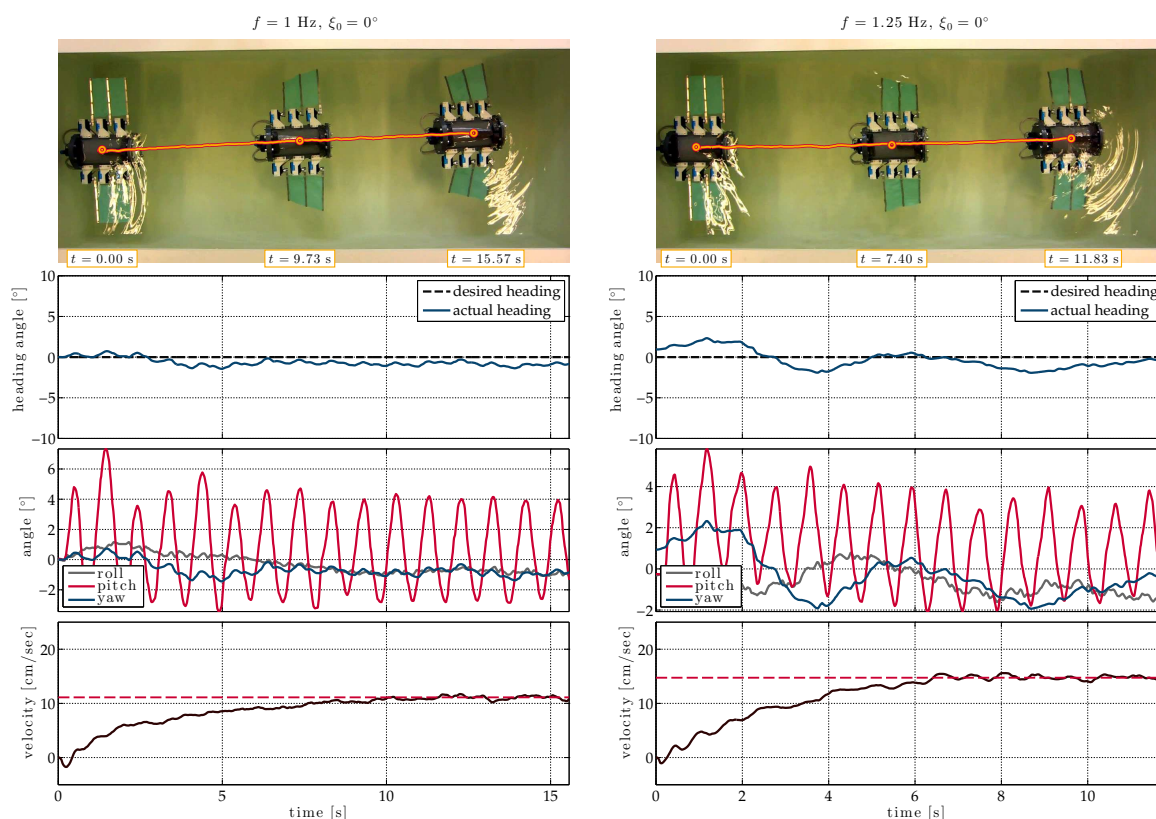 f = 1 Hz, ξ₀ = 0°
t = 0.00 s
t = 9.73 s
t = 15.57 s
10
5
0
−5
−10
heading angle [°]
desired heading
actual heading
6
4
2
0
−2
angle [°]
roll
pitch
yaw
20
10
0
velocity [cm/sec]
0
5
10
15
time [s]
f = 1.25 Hz, ξ₀ = 0°
t = 0.00 s
t = 7.40 s
t = 11.83 s
10
5
0
−5
−10
heading angle [°]
desired heading
actual heading
4
2
0
−2
angle [°]
roll
pitch
yaw
20
10
0
velocity [cm/sec]
0
2
4
6
8
10
time [s]